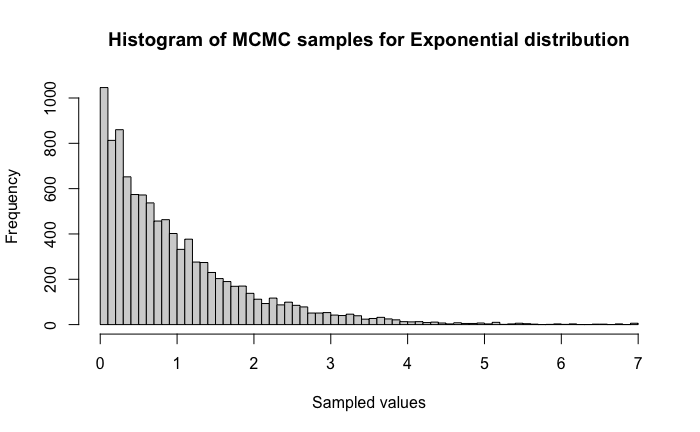 Histogram of MCMC samples for Exponential distribution
Frequency
1000
800
600
400
200
0
0 1 2 3 4 5 6 7
Sampled values